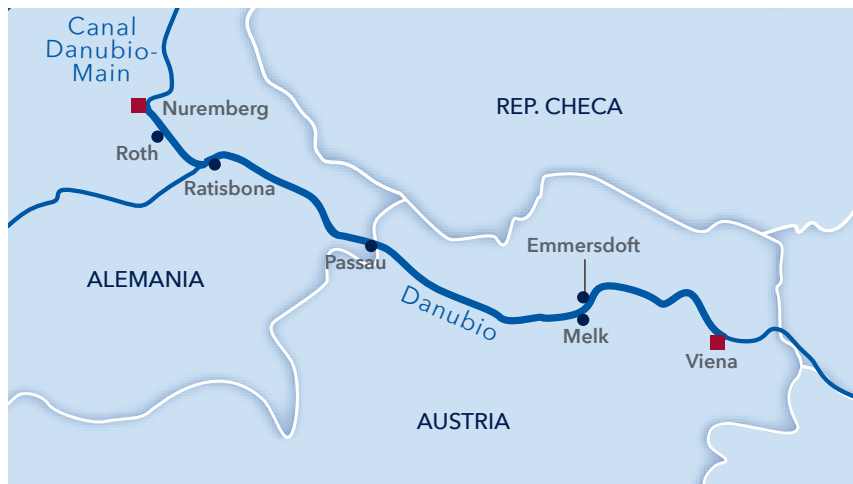 Canal
Danubio-
Main
Nuremberg
REP. CHECA
Roth
Ratisbona
Emmersdoft
Passau
ALEMANIA
Danubio
Melk
Viena
AUSTRIA